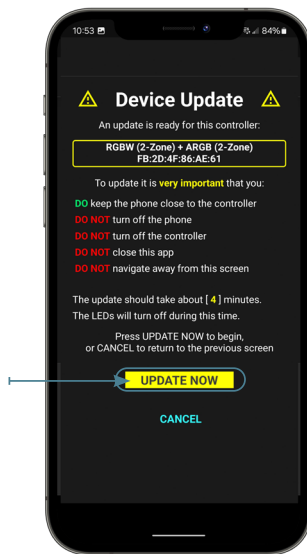 10:53 84%
Device Update
An update is ready for this controller:
RGBW (2-Zone) + ARGB (2-Zone)
FB:2D:4F:86:AE:61
To update it is very important that you:
DO keep the phone close to the controller
DO NOT turn off the phone
DO NOT turn off the controller
DO NOT close this app
DO NOT navigate away from this screen
The update should take about [ 4 ] minutes.
The LEDs will turn off during this time.
Press UPDATE NOW to begin,
or CANCEL to return to the previous screen
UPDATE NOW
CANCEL